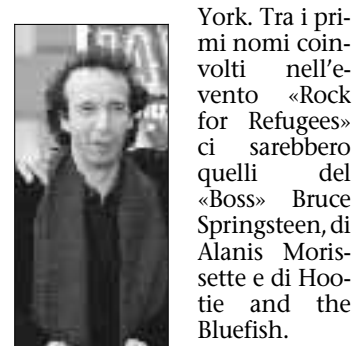 York. Tra i pri-
mi nomi coin-
volti nell'e-
vento «Rock
for Refugees»
ci sarebbero
quelli del
«Boss» Bruce
Springsteen, di
Alanis Moris-
sette e di Hoo-
tie and the
Bluefish.